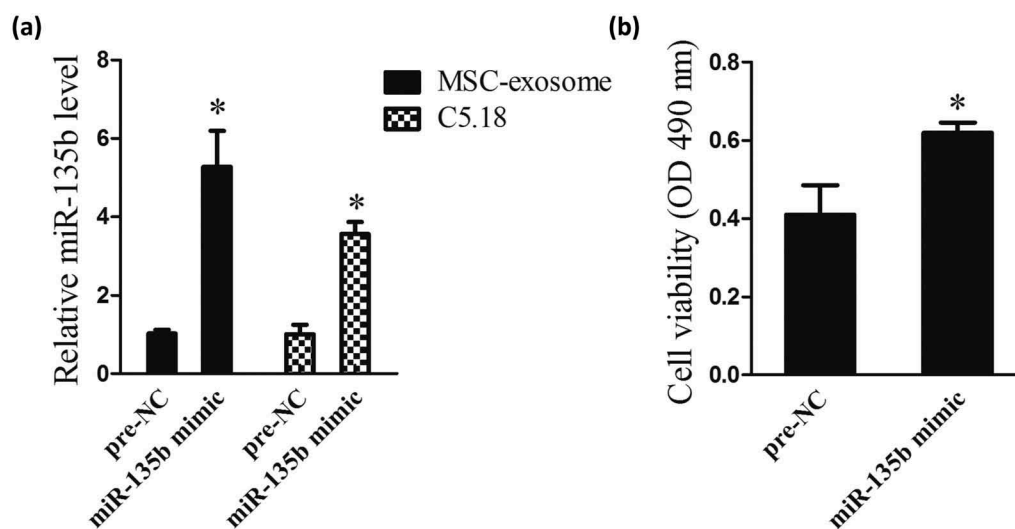 (a)
Relative miR-135b level
8
6
4
2
0
*
*
MSC-exosome
C5.18
pre-NC
miR-135b mimic
pre-NC
miR-135b mimic
(b)
Cell viability (OD 490 nm)
0.8
0.6
0.4
0.2
0.0
*
pre-NC
miR-135b mimic